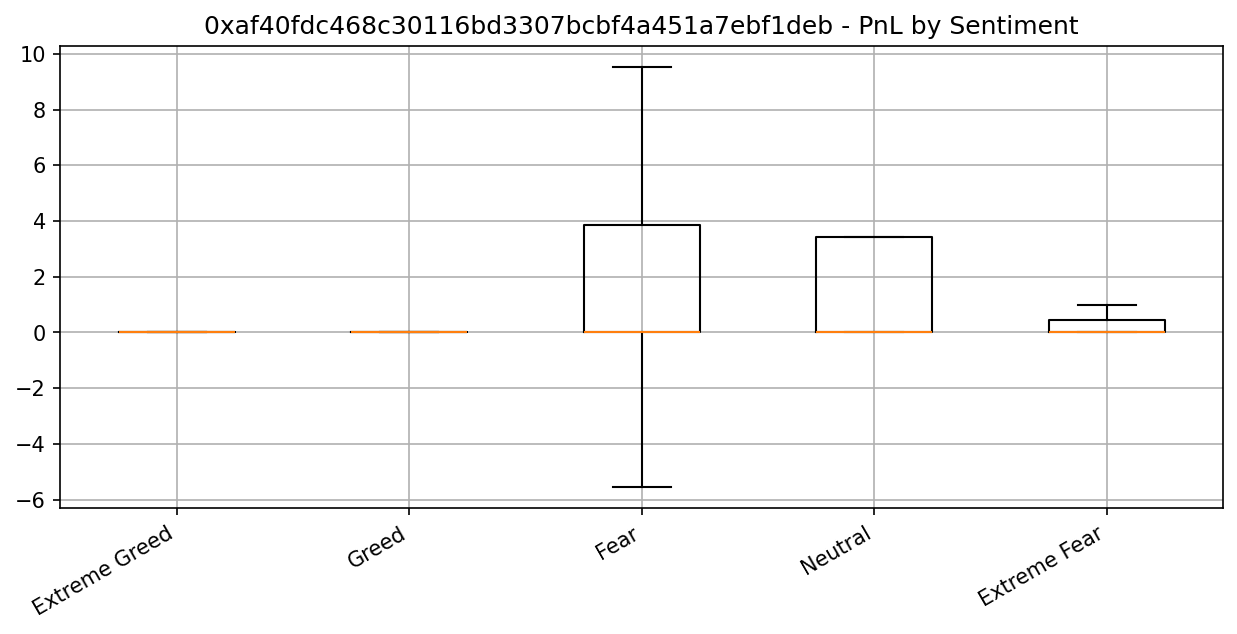 0xaf40fdc468c30116bd3307bcbf4a451a7ebf1deb - PnL by Sentiment
10
8
6
4
2
0
−2
−4
−6
Extreme Greed
Greed
Fear
Neutral
Extreme Fear